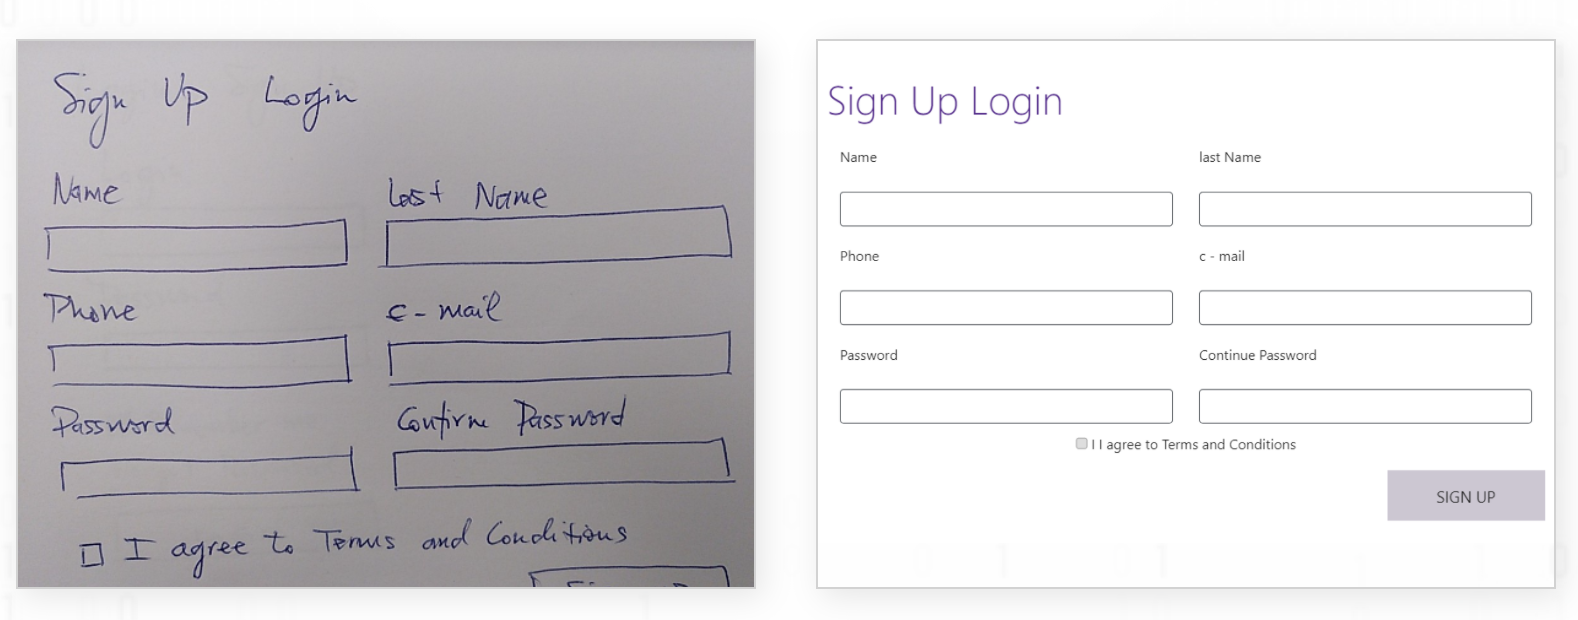 Sign Up Login
Name
Last Name
Phone
e-mail
Password
Confirm Password
I agree to Terms and Conditions
Sign Up Login
Name
last Name
Phone
c - mail
Password
Continue Password
I I agree to Terms and Conditions
SIGN UP